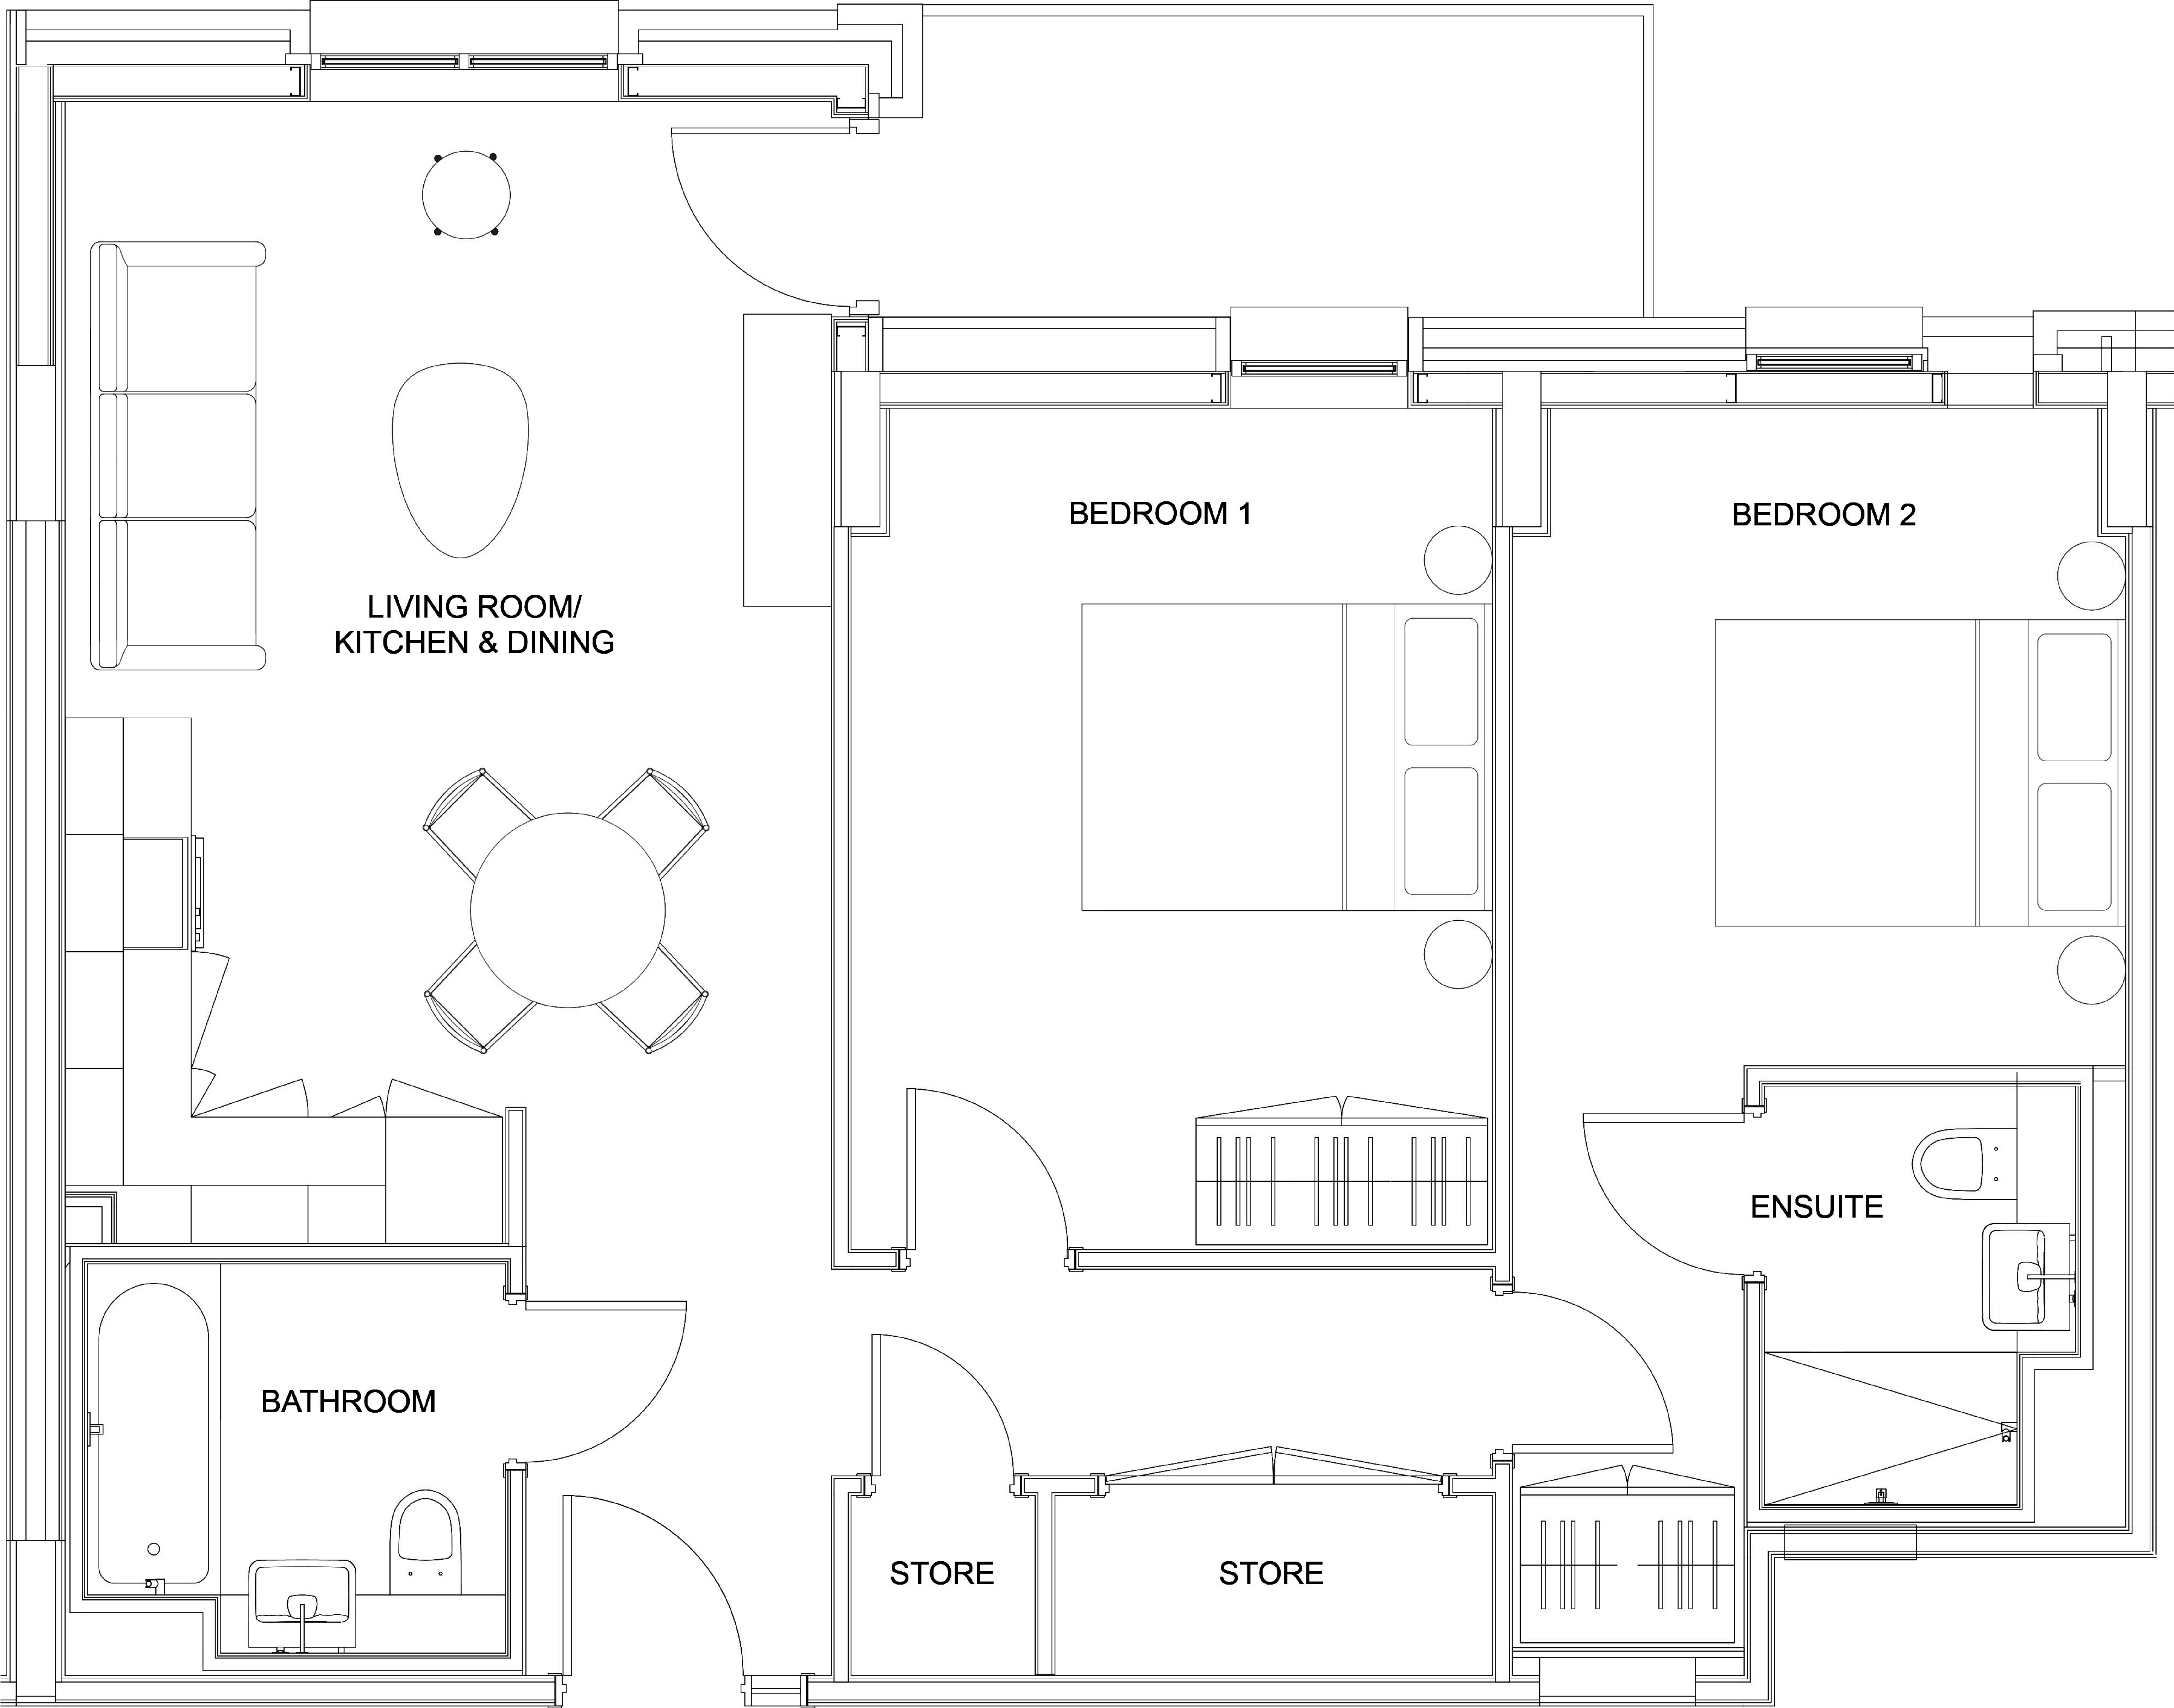 BEDROOM 1
BEDROOM 2
LIVING ROOM/
KITCHEN & DINING
ENSUITE
BATHROOM
STORE
STORE